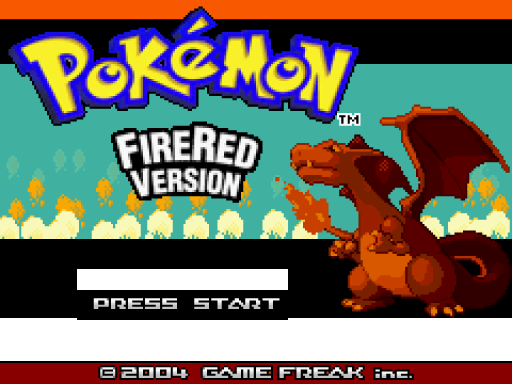 POKéMON
TM
FIRERED
VERSION
PRESS START
© 2004 GAME FREAK inc.